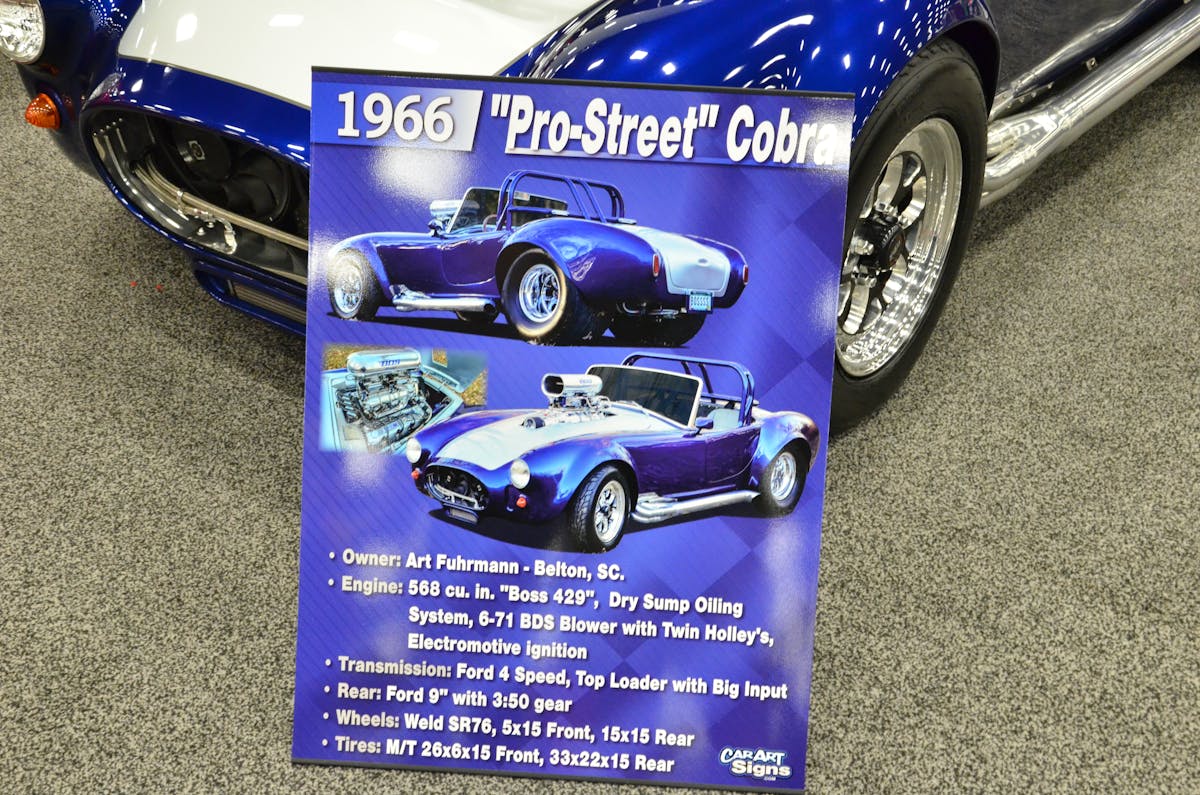 1966 "Pro-Street" Cobra
BDS
• Owner: Art Fuhrmann - Belton, SC.
• Engine: 568 cu. in. "Boss 429", Dry Sump Oiling
System, 6-71 BDS Blower with Twin Holley's,
Electromotive ignition
• Transmission: Ford 4 Speed, Top Loader with Big Input
• Rear: Ford 9" with 3:50 gear
• Wheels: Weld SR76, 5x15 Front, 15x15 Rear
• Tires: M/T 26x6x15 Front, 33x22x15 Rear
CAR ART
Signs
.COM